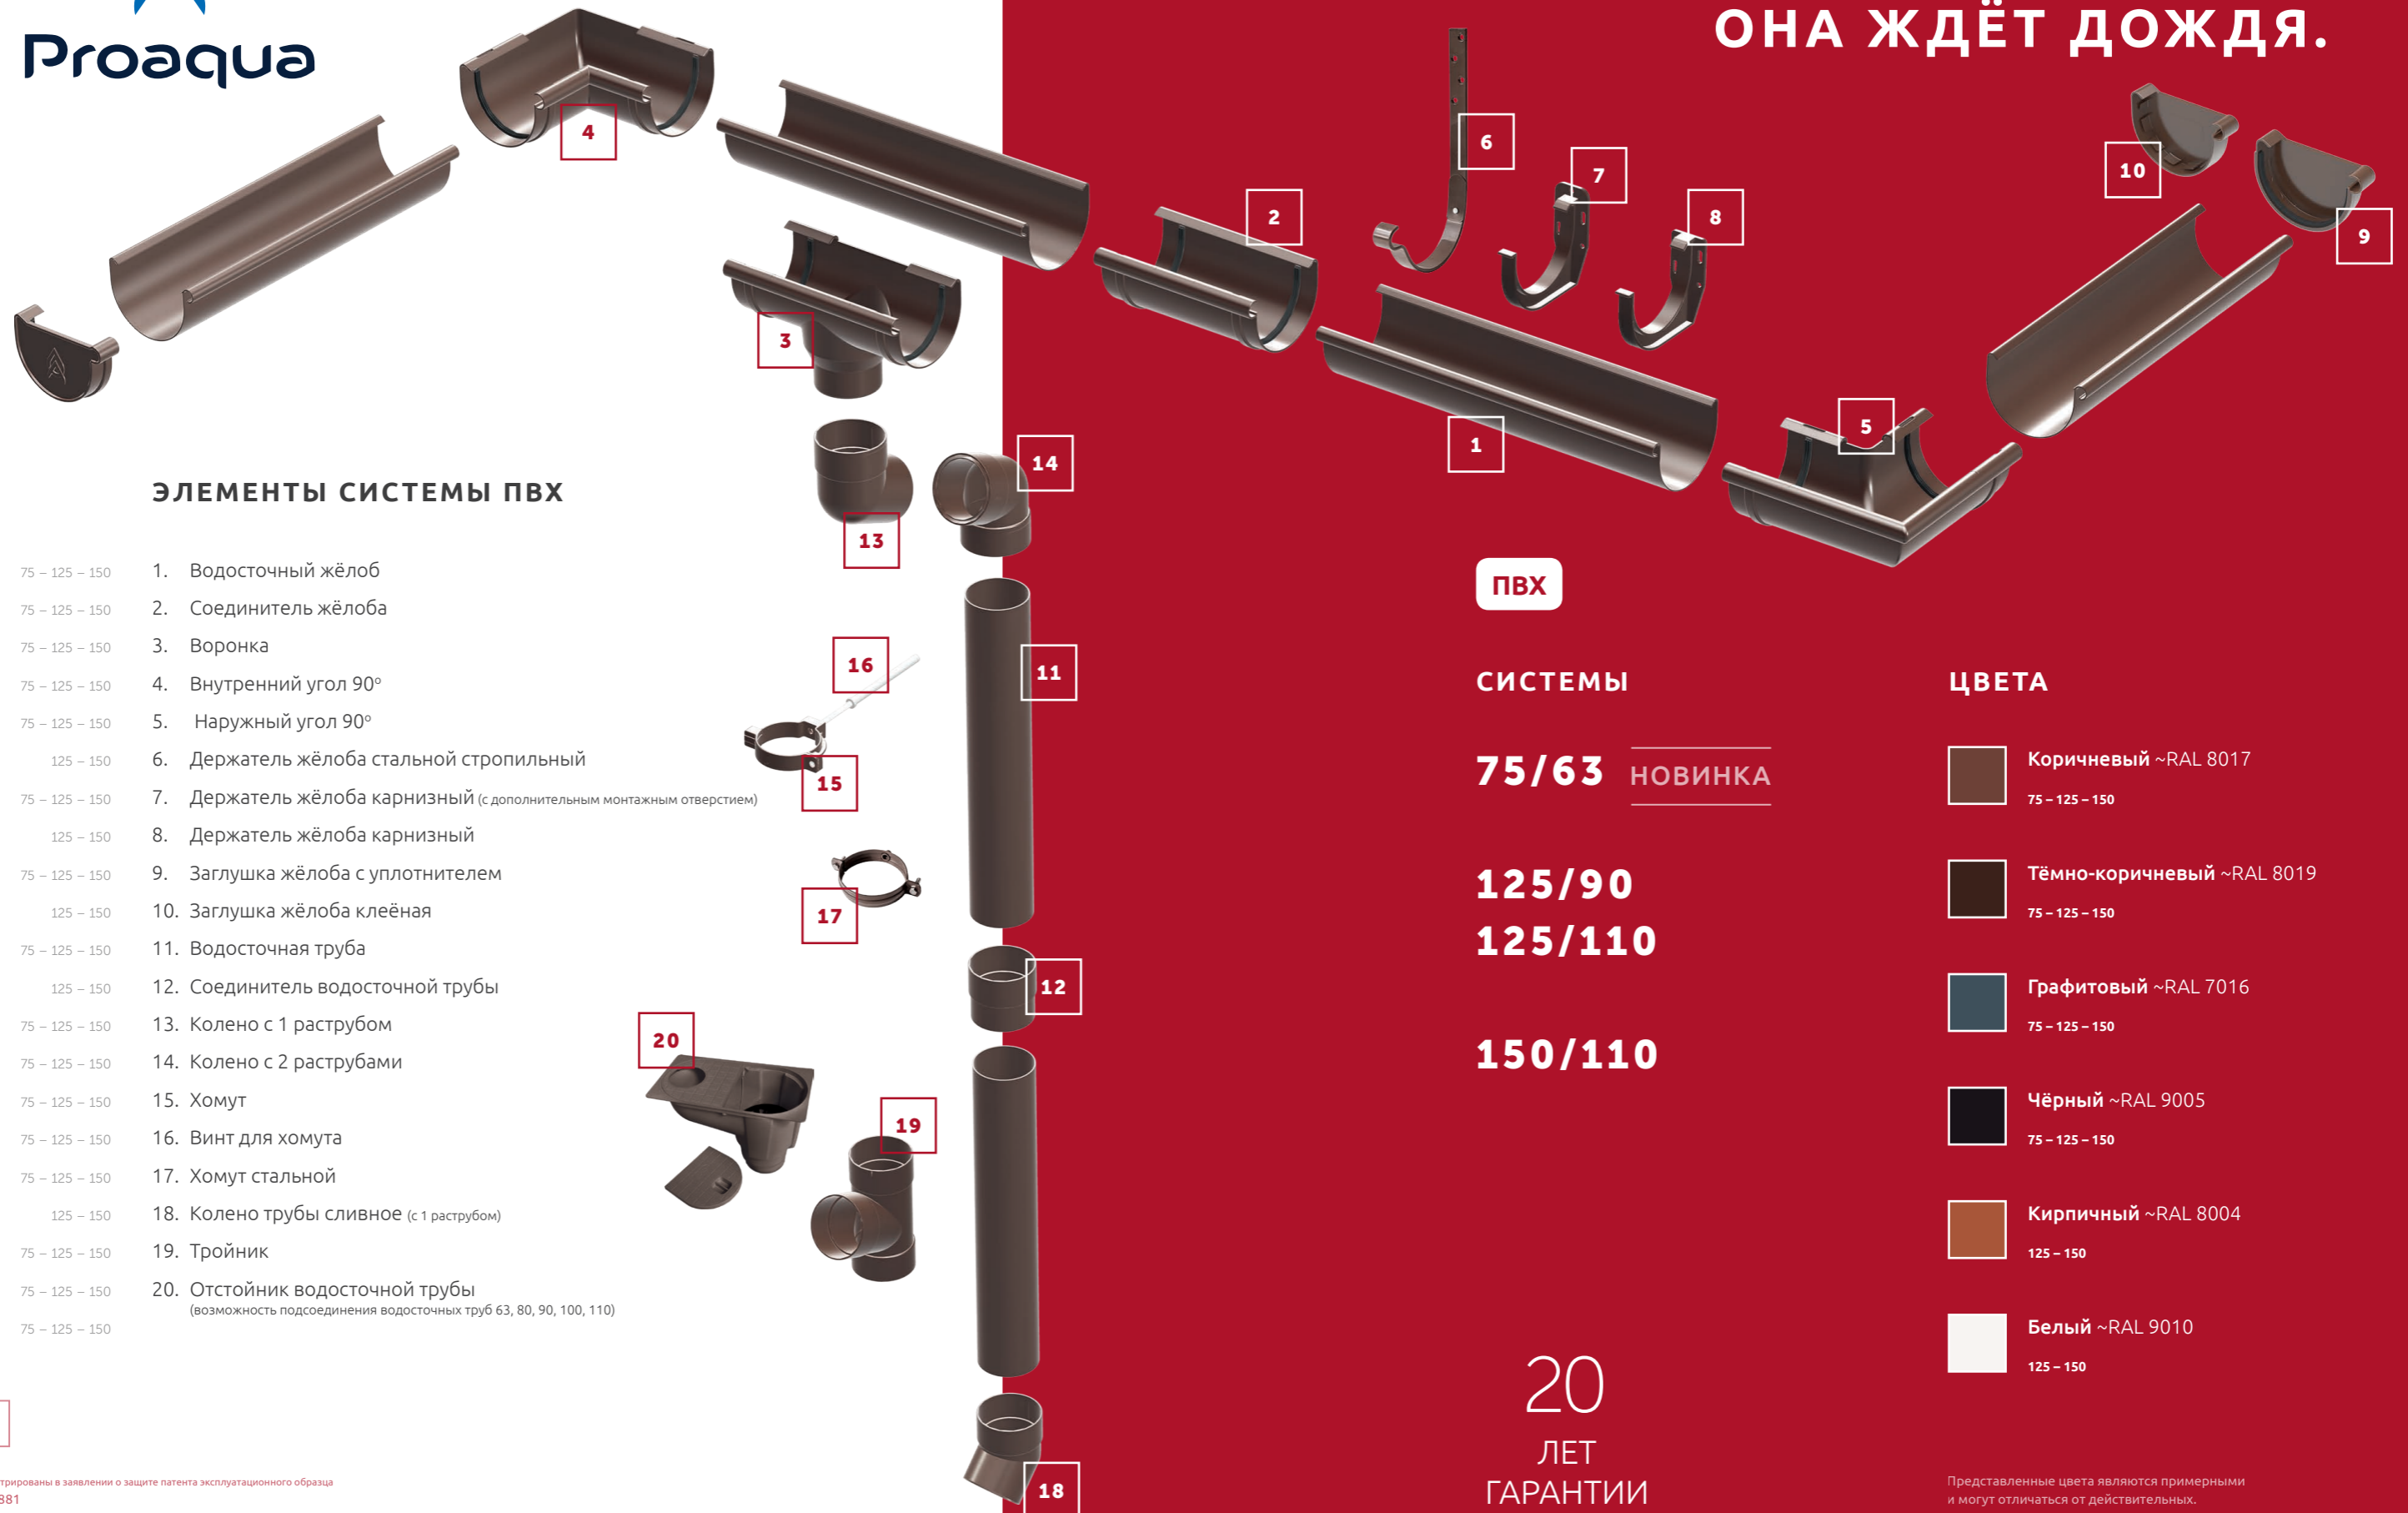 Proaqua
ОНА ЖДЁТ ДОЖДЯ.
4
6
7
8
10
9
2
3
1
5
14
13
16
11
15
17
12
20
19
18
ЭЛЕМЕНТЫ СИСТЕМЫ ПВХ
75 – 125 – 150 1. Водосточный жёлоб
75 – 125 – 150 2. Соединитель жёлоба
75 – 125 – 150 3. Воронка
75 – 125 – 150 4. Внутренний угол 90°
75 – 125 – 150 5. Наружный угол 90°
125 – 150 6. Держатель жёлоба стальной стропильный
75 – 125 – 150 7. Держатель жёлоба карнизный (с дополнительным монтажным отверстием)
125 – 150 8. Держатель жёлоба карнизный
75 – 125 – 150 9. Заглушка жёлоба с уплотнителем
125 – 150 10. Заглушка жёлоба клеёная
75 – 125 – 150 11. Водосточная труба
125 – 150 12. Соединитель водосточной трубы
75 – 125 – 150 13. Колено с 1 раструбом
75 – 125 – 150 14. Колено с 2 раструбами
75 – 125 – 150 15. Хомут
75 – 125 – 150 16. Винт для хомута
75 – 125 – 150 17. Хомут стальной
125 – 150 18. Колено трубы сливное (с 1 раструбом)
75 – 125 – 150 19. Тройник
75 – 125 – 150 20. Отстойник водосточной трубы
(возможность подсоединения водосточных труб 63, 80, 90, 100, 110)
75 – 125 – 150
трированы в заявлении о защите патента эксплуатационного образца
881
ПВХ
СИСТЕМЫ
75/63 НОВИНКА
125/90
125/110
150/110
20
ЛЕТ
ГАРАНТИИ
ЦВЕТА
Коричневый ~RAL 8017
75 – 125 – 150
Тёмно-коричневый ~RAL 8019
75 – 125 – 150
Графитовый ~RAL 7016
75 – 125 – 150
Чёрный ~RAL 9005
75 – 125 – 150
Кирпичный ~RAL 8004
125 – 150
Белый ~RAL 9010
125 – 150
Представленные цвета являются примерными
и могут отличаться от действительных.